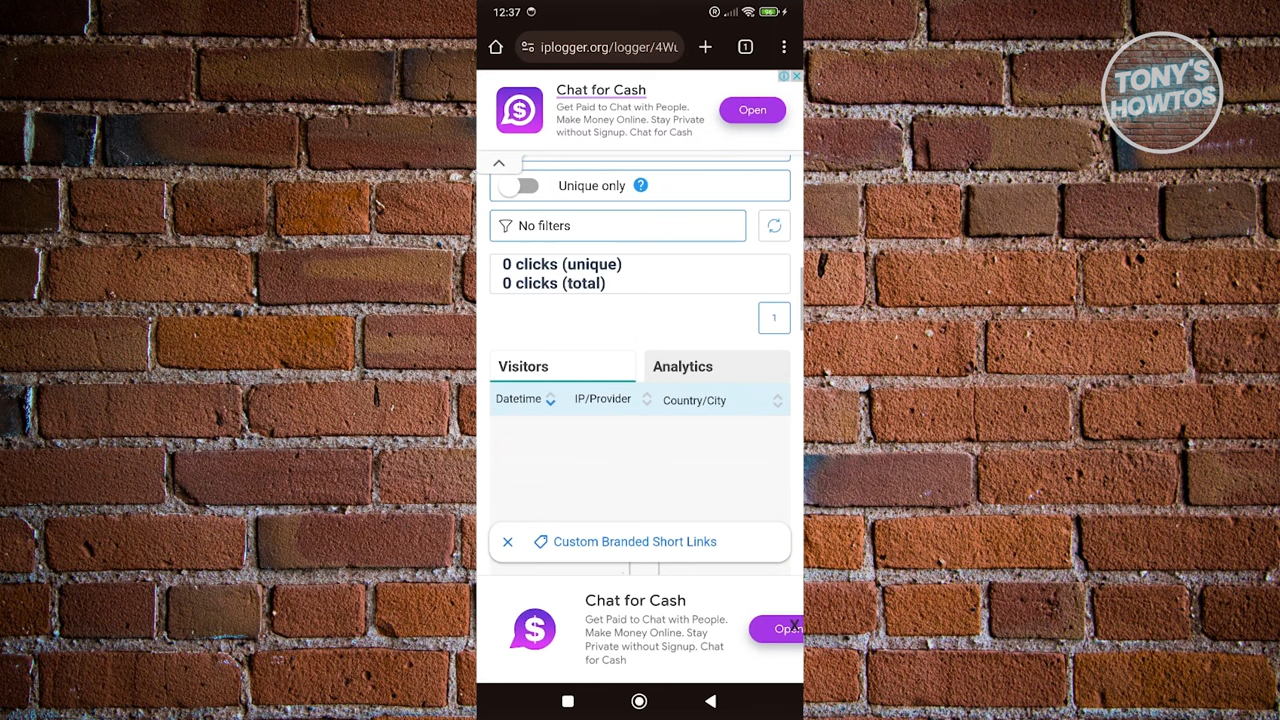 12:37
iplogger.org/logger/4Wu
1
Chat for Cash
Get Paid to Chat with People.
Make Money Online. Stay Private
without Signup. Chat for Cash
Open
TONY'S
HOWTOS
Unique only ?
No filters
0 clicks (unique)
0 clicks (total)
1
Visitors
Analytics
Datetime
IP/Provider
Country/City
Custom Branded Short Links
Chat for Cash
Get Paid to Chat with People.
Make Money Online. Stay
Private without Signup. Chat
for Cash
Open